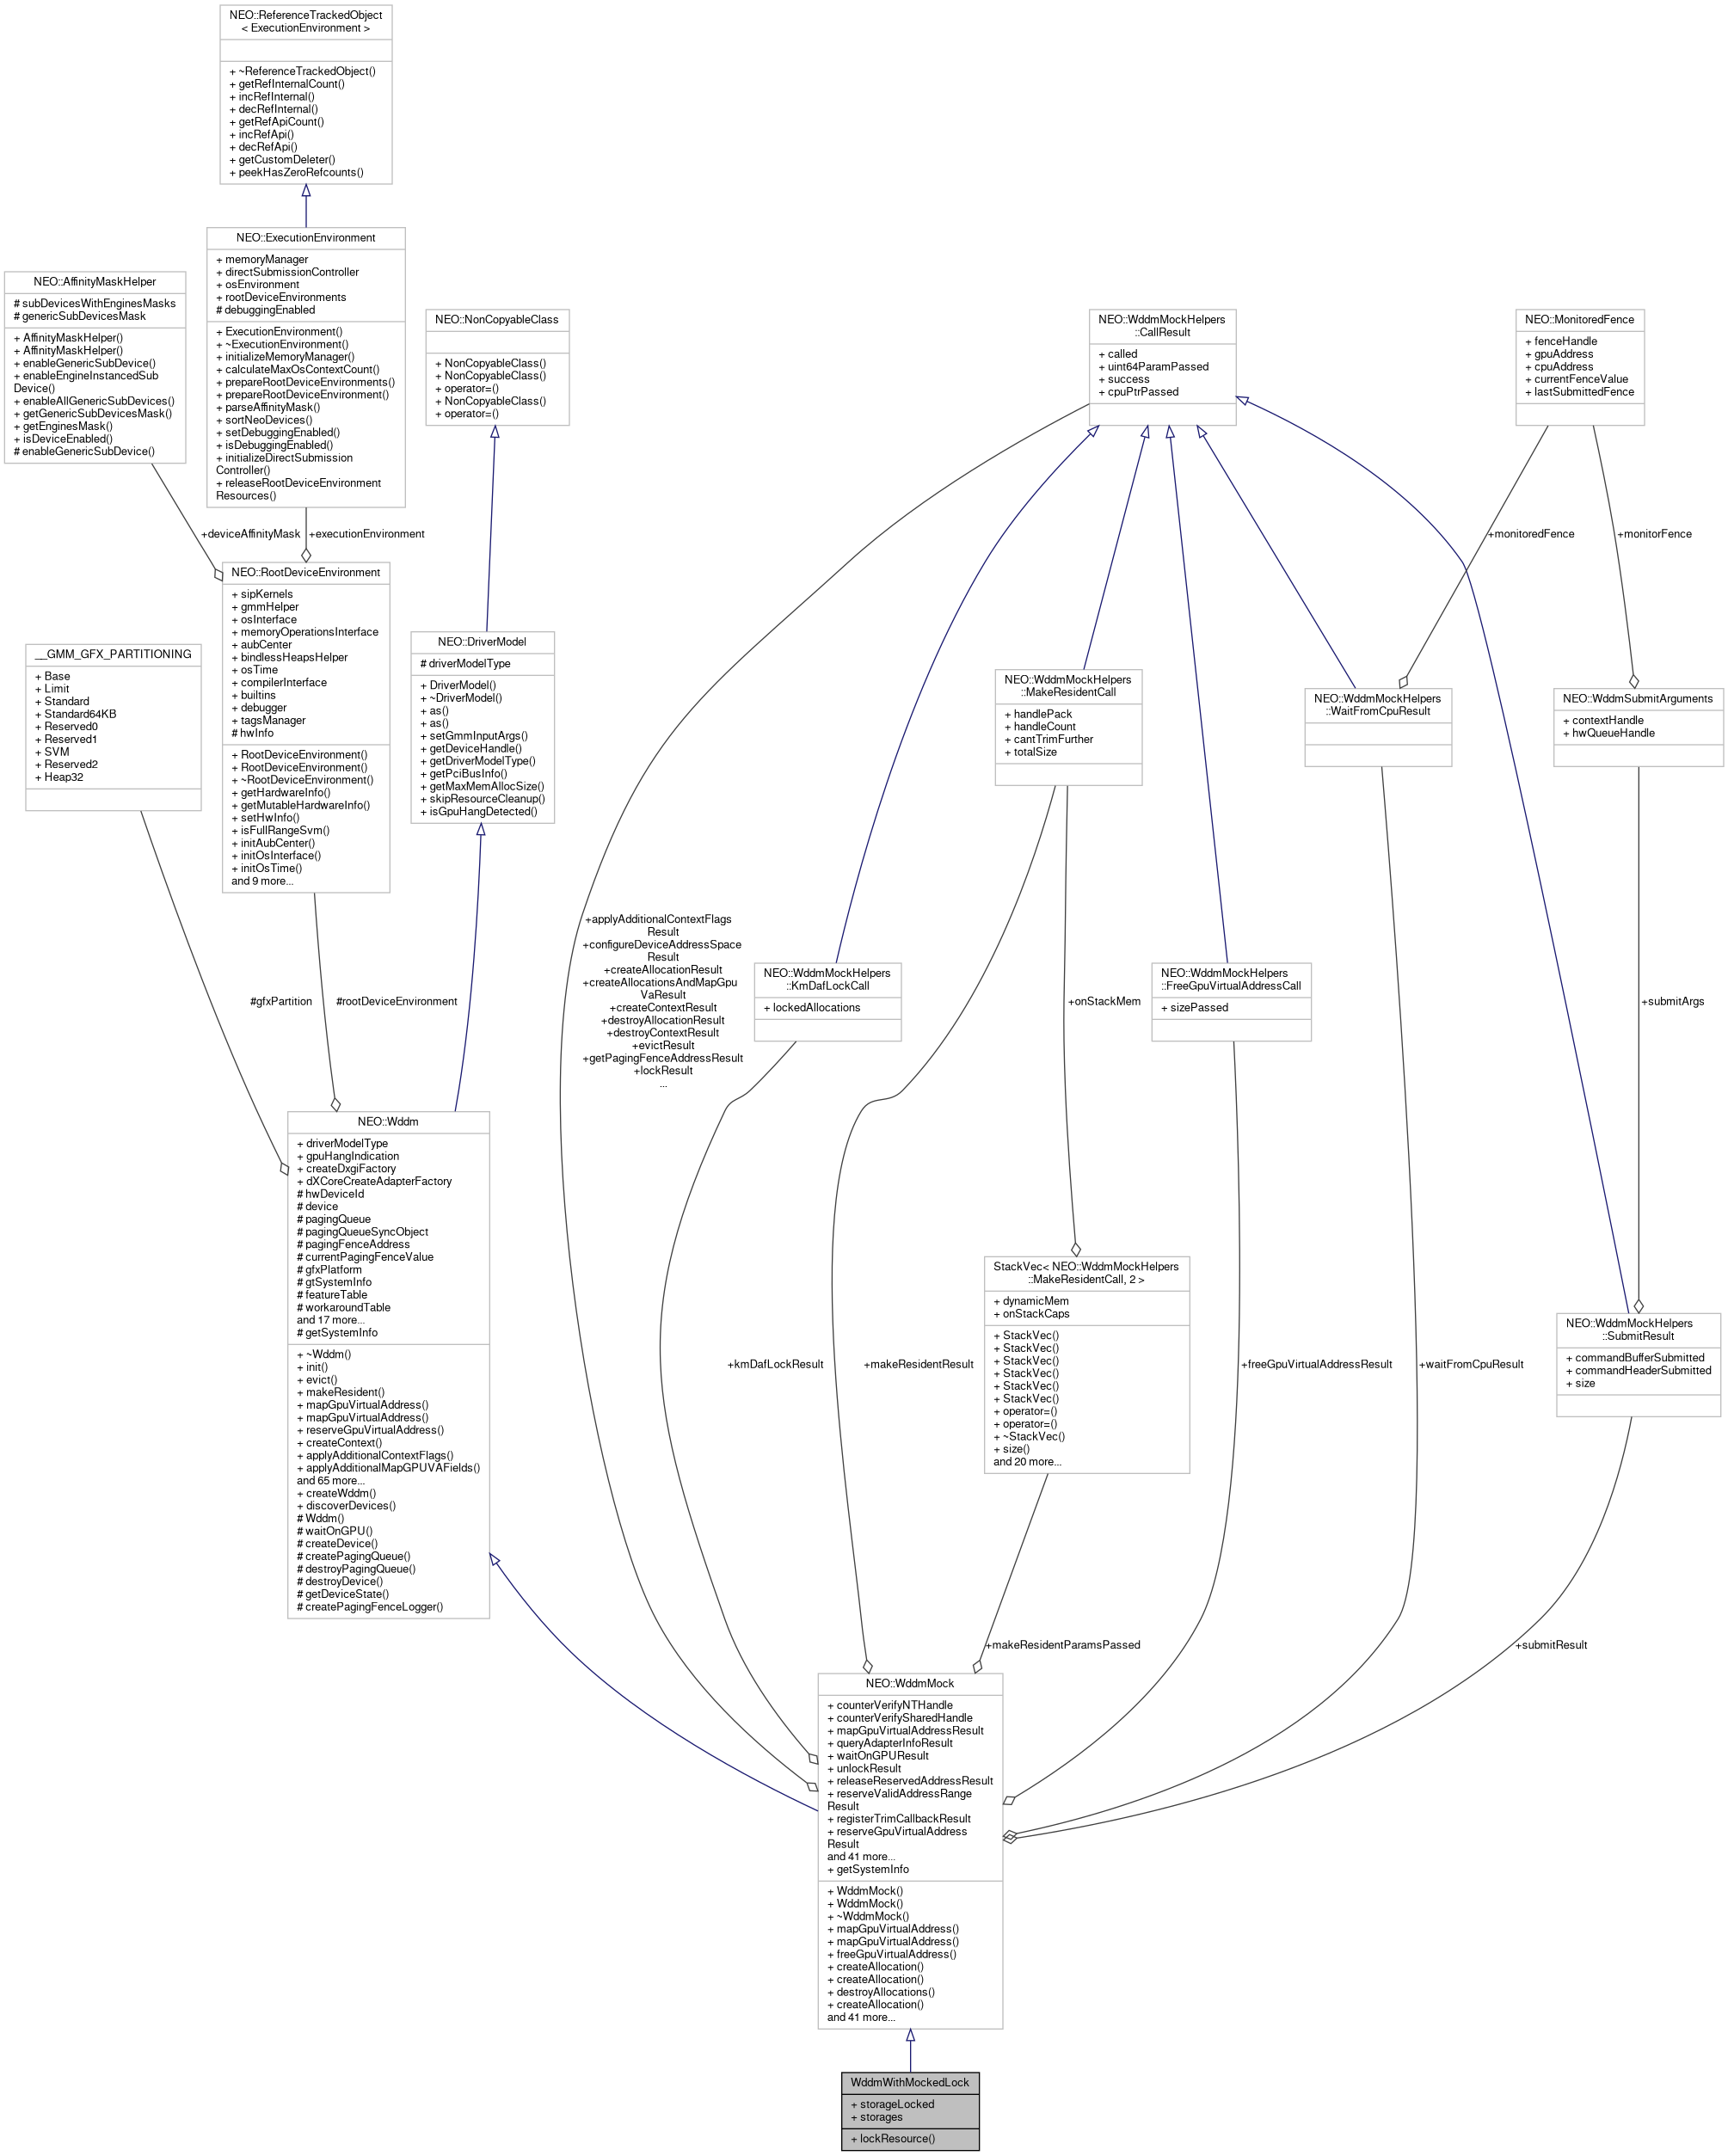 NEO::ReferenceTrackedObject
< ExecutionEnvironment >
+ ~ReferenceTrackedObject()
+ getRefInternalCount()
+ incRefInternal()
+ decRefInternal()
+ getRefApiCount()
+ incRefApi()
+ decRefApi()
+ getCustomDeleter()
+ peekHasZeroRefcounts()
NEO::ExecutionEnvironment
+ memoryManager
+ directSubmissionController
+ osEnvironment
+ rootDeviceEnvironments
# debuggingEnabled
+ ExecutionEnvironment()
+ ~ExecutionEnvironment()
+ initializeMemoryManager()
+ calculateMaxOsContextCount()
+ prepareRootDeviceEnvironments()
+ prepareRootDeviceEnvironment()
+ parseAffinityMask()
+ sortNeoDevices()
+ setDebuggingEnabled()
+ isDebuggingEnabled()
+ initializeDirectSubmission
Controller()
+ releaseRootDeviceEnvironment
Resources()
NEO::AffinityMaskHelper
# subDevicesWithEnginesMasks
# genericSubDevicesMask
+ AffinityMaskHelper()
+ AffinityMaskHelper()
+ enableGenericSubDevice()
+ enableEngineInstancedSub
Device()
+ enableAllGenericSubDevices()
+ getGenericSubDevicesMask()
+ getEnginesMask()
+ isDeviceEnabled()
# enableGenericSubDevice()
NEO::NonCopyableClass
+ NonCopyableClass()
+ NonCopyableClass()
+ operator=()
+ NonCopyableClass()
+ operator=()
NEO::WddmMockHelpers
::CallResult
+ called
+ uint64ParamPassed
+ success
+ cpuPtrPassed
NEO::MonitoredFence
+ fenceHandle
+ gpuAddress
+ cpuAddress
+ currentFenceValue
+ lastSubmittedFence
+deviceAffinityMask
+executionEnvironment
+monitoredFence
+monitorFence
NEO::RootDeviceEnvironment
+ sipKernels
+ gmmHelper
+ osInterface
+ memoryOperationsInterface
+ aubCenter
+ bindlessHeapsHelper
+ osTime
+ compilerInterface
+ builtins
+ debugger
+ tagsManager
# hwInfo
+ RootDeviceEnvironment()
+ RootDeviceEnvironment()
+ ~RootDeviceEnvironment()
+ getHardwareInfo()
+ getMutableHardwareInfo()
+ setHwInfo()
+ isFullRangeSvm()
+ initAubCenter()
+ initOsInterface()
+ initOsTime()
and 9 more...
__GMM_GFX_PARTITIONING
+ Base
+ Limit
+ Standard
+ Standard64KB
+ Reserved0
+ Reserved1
+ SVM
+ Reserved2
+ Heap32
NEO::DriverModel
# driverModelType
+ DriverModel()
+ ~DriverModel()
+ as()
+ as()
+ setGmmInputArgs()
+ getDeviceHandle()
+ getDriverModelType()
+ getPciBusInfo()
+ getMaxMemAllocSize()
+ skipResourceCleanup()
+ isGpuHangDetected()
NEO::WddmMockHelpers
::MakeResidentCall
+ handlePack
+ handleCount
+ cantTrimFurther
+ totalSize
NEO::WddmMockHelpers
::WaitFromCpuResult
NEO::WddmSubmitArguments
+ contextHandle
+ hwQueueHandle
+applyAdditionalContextFlags
Result
+configureDeviceAddressSpace
Result
+createAllocationResult
+createAllocationsAndMapGpu
VaResult
+createContextResult
+destroyAllocationResult
+destroyContextResult
+evictResult
+getPagingFenceAddressResult
+lockResult
...
NEO::WddmMockHelpers
::KmDafLockCall
+ lockedAllocations
NEO::WddmMockHelpers
::FreeGpuVirtualAddressCall
+ sizePassed
#gfxPartition
#rootDeviceEnvironment
+onStackMem
+submitArgs
NEO::Wddm
+ driverModelType
+ gpuHangIndication
+ createDxgiFactory
+ dXCoreCreateAdapterFactory
# hwDeviceId
# device
# pagingQueue
# pagingQueueSyncObject
# pagingFenceAddress
# currentPagingFenceValue
# gfxPlatform
# gtSystemInfo
# featureTable
# workaroundTable
and 17 more...
# getSystemInfo
+ ~Wddm()
+ init()
+ evict()
+ makeResident()
+ mapGpuVirtualAddress()
+ mapGpuVirtualAddress()
+ reserveGpuVirtualAddress()
+ createContext()
+ applyAdditionalContextFlags()
+ applyAdditionalMapGPUVAFields()
and 65 more...
+ createWddm()
+ discoverDevices()
# Wddm()
# waitOnGPU()
# createDevice()
# createPagingQueue()
# destroyPagingQueue()
# destroyDevice()
# getDeviceState()
# createPagingFenceLogger()
StackVec< NEO::WddmMockHelpers
::MakeResidentCall, 2 >
+ dynamicMem
+ onStackCaps
+ StackVec()
+ StackVec()
+ StackVec()
+ StackVec()
+ StackVec()
+ StackVec()
+ operator=()
+ operator=()
+ ~StackVec()
+ size()
and 20 more...
NEO::WddmMockHelpers
::SubmitResult
+ commandBufferSubmitted
+ commandHeaderSubmitted
+ size
+kmDafLockResult
+makeResidentResult
+freeGpuVirtualAddressResult
+waitFromCpuResult
+makeResidentParamsPassed
+submitResult
NEO::WddmMock
+ counterVerifyNTHandle
+ counterVerifySharedHandle
+ mapGpuVirtualAddressResult
+ queryAdapterInfoResult
+ waitOnGPUResult
+ unlockResult
+ releaseReservedAddressResult
+ reserveValidAddressRange
Result
+ registerTrimCallbackResult
+ reserveGpuVirtualAddress
Result
and 41 more...
+ getSystemInfo
+ WddmMock()
+ WddmMock()
+ ~WddmMock()
+ mapGpuVirtualAddress()
+ mapGpuVirtualAddress()
+ freeGpuVirtualAddress()
+ createAllocation()
+ createAllocation()
+ destroyAllocations()
+ createAllocation()
and 41 more...
WddmWithMockedLock
+ storageLocked
+ storages
+ lockResource()